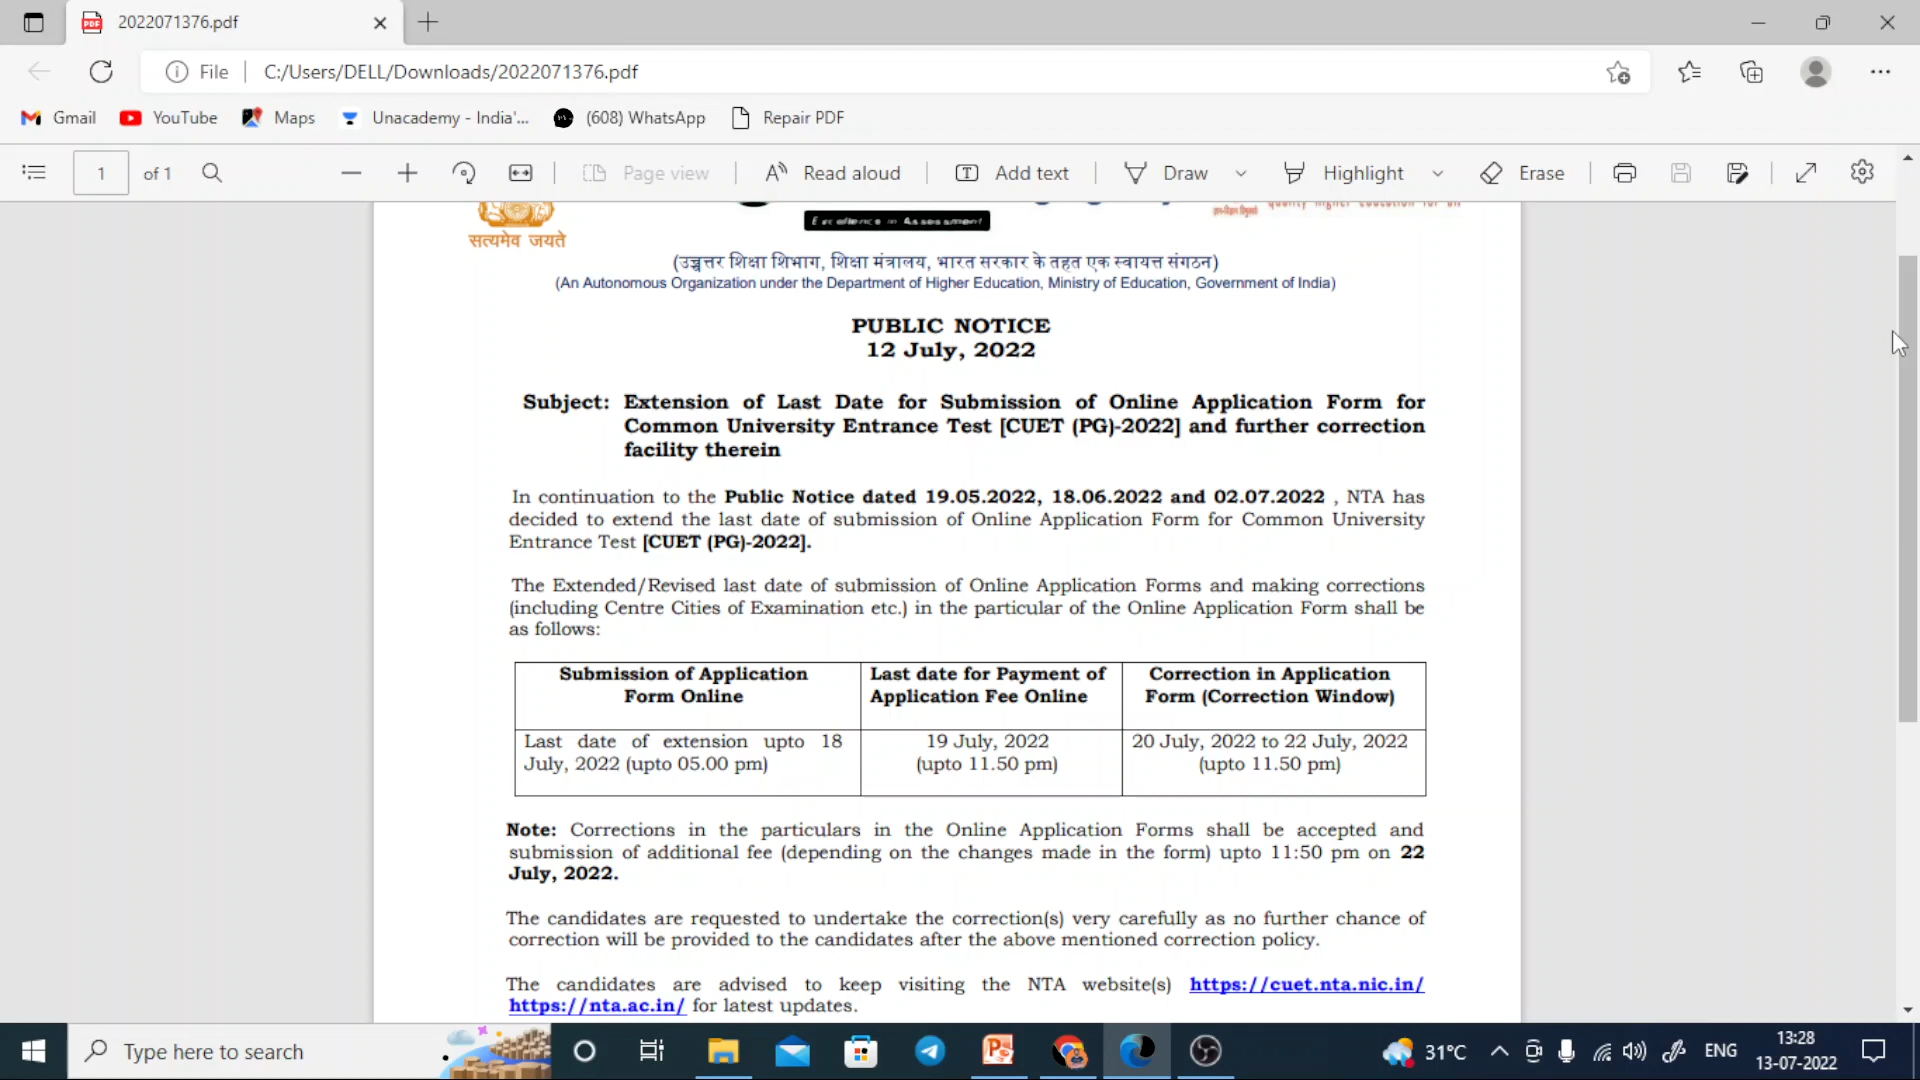 2022071376.pdf
File C:/Users/DELL/Downloads/2022071376.pdf
Gmail YouTube Maps Unacademy - India'... (608) WhatsApp Repair PDF
1 of 1 Page view Read aloud Add text Draw Highlight Erase
Excellence in Assessment
सत्यमेव जयते
(उच्चत्तर शिक्षा शिभाग, शिक्षा मंत्रालय, भारत सरकार के तहत एक स्वायत्त संगठन)
(An Autonomous Organization under the Department of Higher Education, Ministry of Education, Government of India)
PUBLIC NOTICE
12 July, 2022
Subject: Extension of Last Date for Submission of Online Application Form for
Common University Entrance Test [CUET (PG)-2022] and further correction
facility therein
In continuation to the Public Notice dated 19.05.2022, 18.06.2022 and 02.07.2022 , NTA has
decided to extend the last date of submission of Online Application Form for Common University
Entrance Test [CUET (PG)-2022].
The Extended/Revised last date of submission of Online Application Forms and making corrections
(including Centre Cities of Examination etc.) in the particular of the Online Application Form shall be
as follows:
Submission of Application Last date for Payment of Correction in Application
Form Online Application Fee Online Form (Correction Window)
Last date of extension upto 18 19 July, 2022 20 July, 2022 to 22 July, 2022
July, 2022 (upto 05.00 pm) (upto 11.50 pm) (upto 11.50 pm)
Note: Corrections in the particulars in the Online Application Forms shall be accepted and
submission of additional fee (depending on the changes made in the form) upto 11:50 pm on 22
July, 2022.
The candidates are requested to undertake the correction(s) very carefully as no further chance of
correction will be provided to the candidates after the above mentioned correction policy.
The candidates are advised to keep visiting the NTA website(s) https://cuet.nta.nic.in/
https://nta.ac.in/ for latest updates.
Type here to search 31°C ENG 13:28
13-07-2022